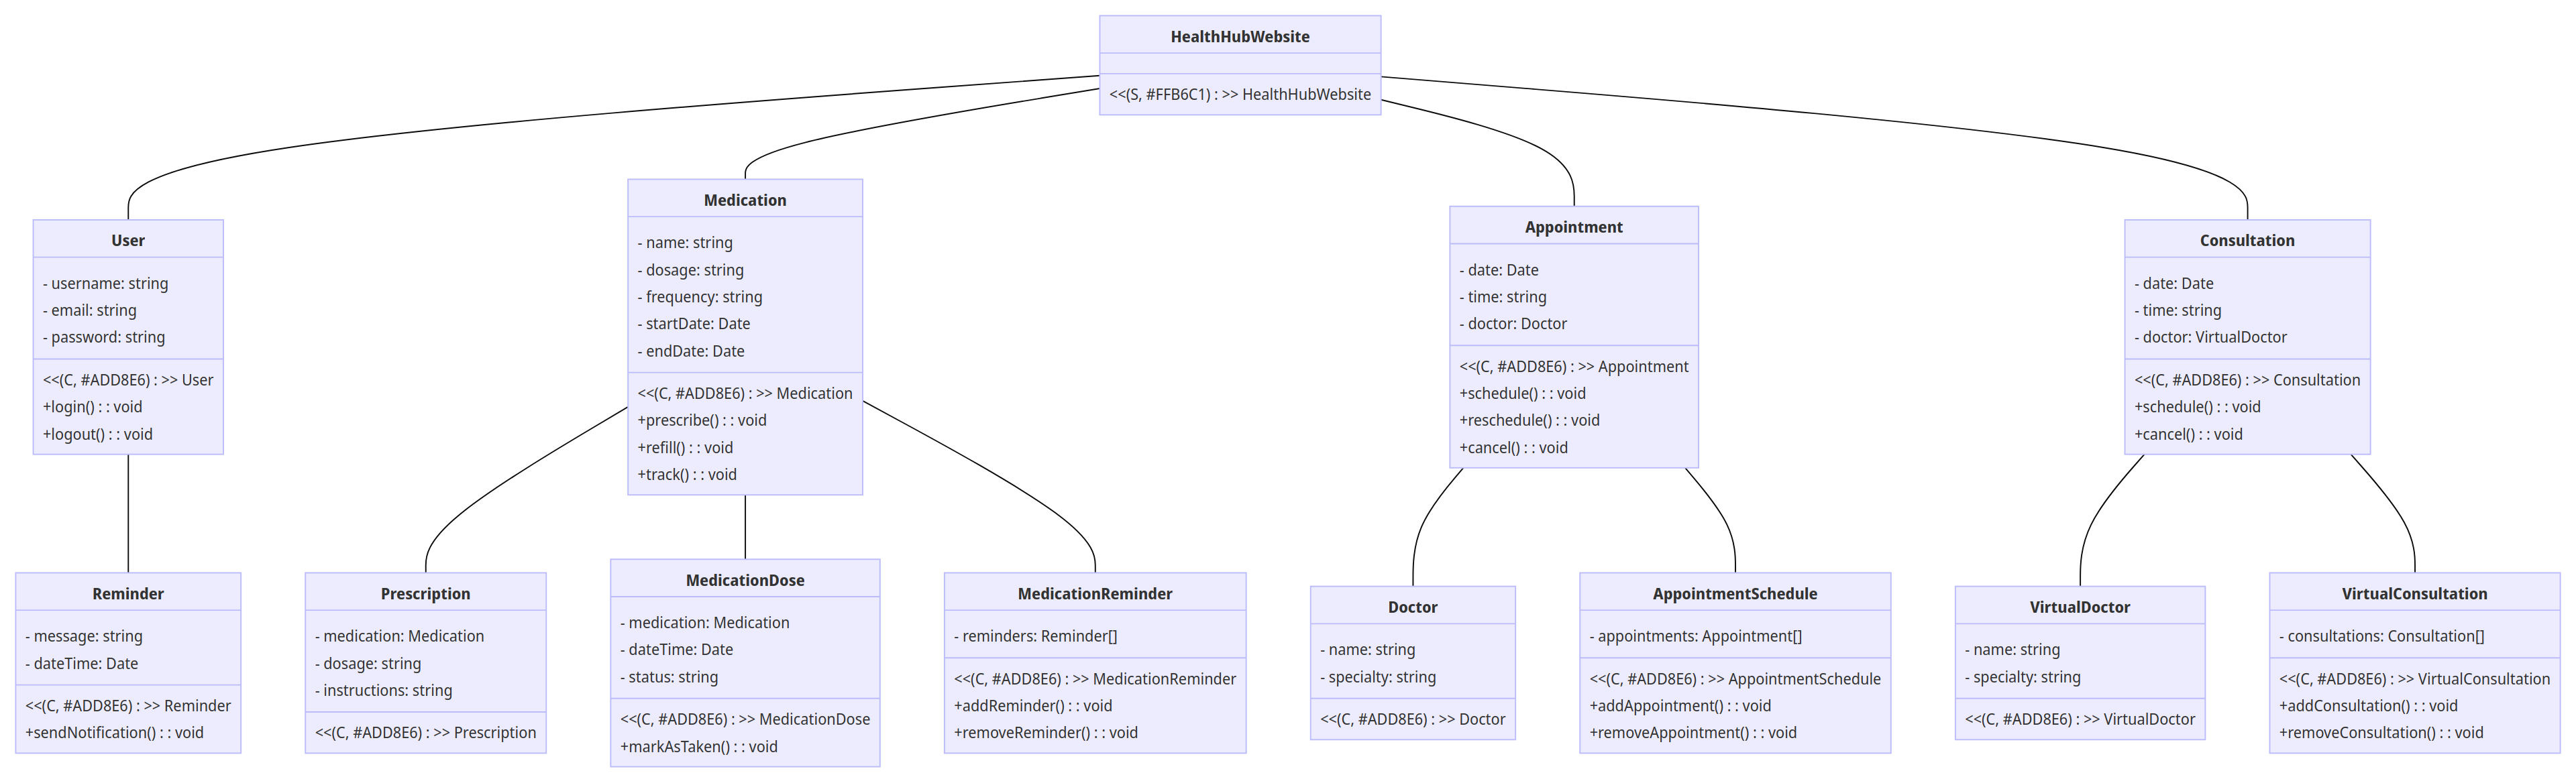 HealthHubWebsite
<<(S, #FFB6C1) : >> HealthHubWebsite
User
- username: string
- email: string
- password: string
<<(C, #ADD8E6) : >> User
+login() : : void
+logout() : : void
Medication
- name: string
- dosage: string
- frequency: string
- startDate: Date
- endDate: Date
<<(C, #ADD8E6) : >> Medication
+prescribe() : : void
+refill() : : void
+track() : : void
Appointment
- date: Date
- time: string
- doctor: Doctor
<<(C, #ADD8E6) : >> Appointment
+schedule() : : void
+reschedule() : : void
+cancel() : : void
Consultation
- date: Date
- time: string
- doctor: VirtualDoctor
<<(C, #ADD8E6) : >> Consultation
+schedule() : : void
+cancel() : : void
Reminder
- message: string
- dateTime: Date
<<(C, #ADD8E6) : >> Reminder
+sendNotification() : : void
Prescription
- medication: Medication
- dosage: string
- instructions: string
<<(C, #ADD8E6) : >> Prescription
MedicationDose
- medication: Medication
- dateTime: Date
- status: string
<<(C, #ADD8E6) : >> MedicationDose
+markAsTaken() : : void
MedicationReminder
- reminders: Reminder[]
<<(C, #ADD8E6) : >> MedicationReminder
+addReminder() : : void
+removeReminder() : : void
Doctor
- name: string
- specialty: string
<<(C, #ADD8E6) : >> Doctor
AppointmentSchedule
- appointments: Appointment[]
<<(C, #ADD8E6) : >> AppointmentSchedule
+addAppointment() : : void
+removeAppointment() : : void
VirtualDoctor
- name: string
- specialty: string
<<(C, #ADD8E6) : >> VirtualDoctor
VirtualConsultation
- consultations: Consultation[]
<<(C, #ADD8E6) : >> VirtualConsultation
+addConsultation() : : void
+removeConsultation() : : void